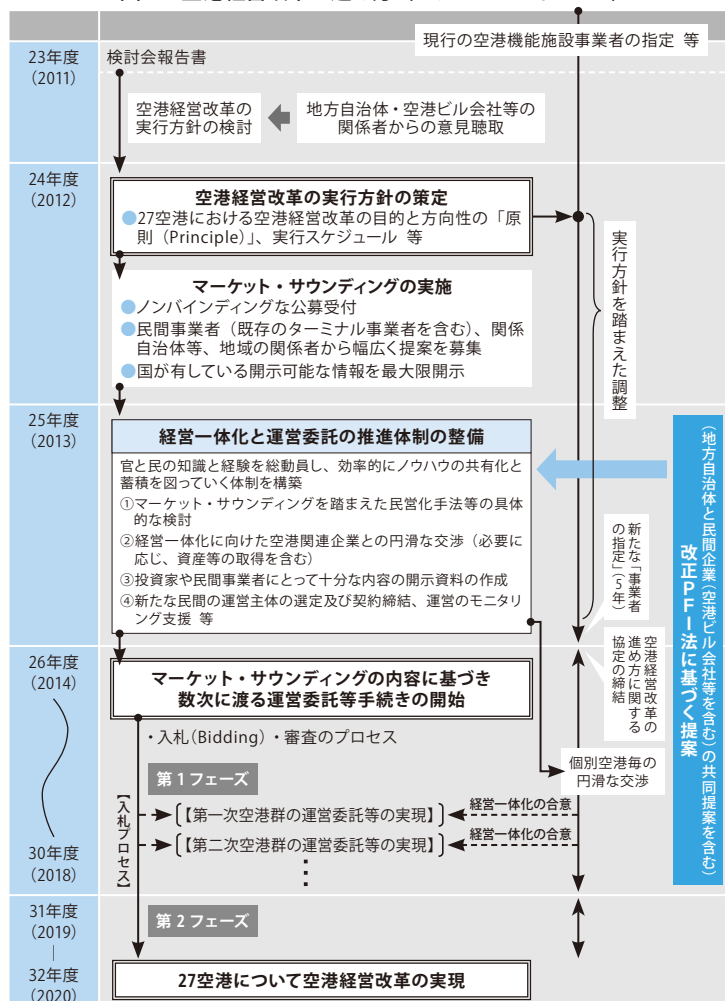 現行の空港機能施設事業者の指定 等
23年度
(2011)
検討会報告書
空港経営改革の
実行方針の検討
地方自治体・空港ビル会社等の
関係者からの意見聴取
24年度
(2012)
空港経営改革の実行方針の策定
●27空港における空港経営改革の目的と方向性の「原
則(Principle)」、実行スケジュール 等
マーケット・サウンディングの実施
●ノンバインディングな公募受付
●民間事業者(既存のターミナル事業者を含む)、関係
自治体等、地域の関係者から幅広く提案を募集
●国が有している開示可能な情報を最大限開示
実行方針を踏まえた調整
25年度
(2013)
経営一体化と運営委託の推進体制の整備
官と民の知識と経験を総動員し、効率的にノウハウの共有化と
蓄積を図っていく体制を構築
①マーケット・サウンディングを踏まえた民営化手法等の具体
的な検討
②経営一体化に向けた空港関連企業との円滑な交渉(必要に
応じ、資産等の取得を含む)
③投資家や民間事業者にとって十分な内容の開示資料の作成
④新たな民間の運営主体の選定及び契約締結、運営のモニタリ
ング支援 等
新たな「事業者
の指定」(5年)
改正PFI法に基づく提案
(地方自治体と民間企業(空港ビル会社等を含む)の共同提案を含む)
26年度
(2014)
マーケット・サウンディングの内容に基づき
数次に渡る運営委託等手続きの開始
空港経営改革の
進め方に関する
協定の締結
・入札(Bidding)・審査のプロセス
個別空港毎の
円滑な交渉
第1フェーズ
【入札プロセス】
【第一次空港群の運営委託等の実現】
経営一体化の合意
【第二次空港群の運営委託等の実現】
経営一体化の合意
30年度
(2018)
31年度
(2019)
第2フェーズ
32年度
(2020)
27空港について空港経営改革の実現